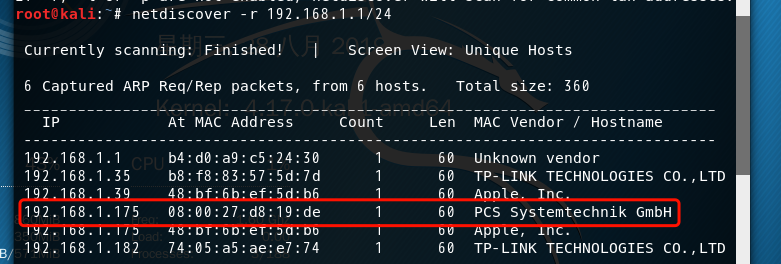 root@kali:~# netdiscover -r 192.168.1.1/24
Currently scanning: Finished!   |   Screen View: Unique Hosts
6 Captured ARP Req/Rep packets, from 6 hosts.   Total size: 360
IP            At MAC Address     Count     Len  MAC Vendor / Hostname
192.168.1.1     b4:d0:a9:c5:24:30      1      60  Unknown vendor
192.168.1.35    b8:f8:83:57:5d:7d      1      60  TP-LINK TECHNOLOGIES CO.,LTD
192.168.1.39    48:bf:6b:ef:5d:b6      1      60  Apple, Inc.
192.168.1.175   08:00:27:d8:19:de      1      60  PCS Systemtechnik GmbH
192.168.1.175   48:bf:6b:ef:5d:b6      1      60  Apple, Inc.
192.168.1.182   74:05:a5:ae:e7:74      1      60  TP-LINK TECHNOLOGIES CO.,LTD